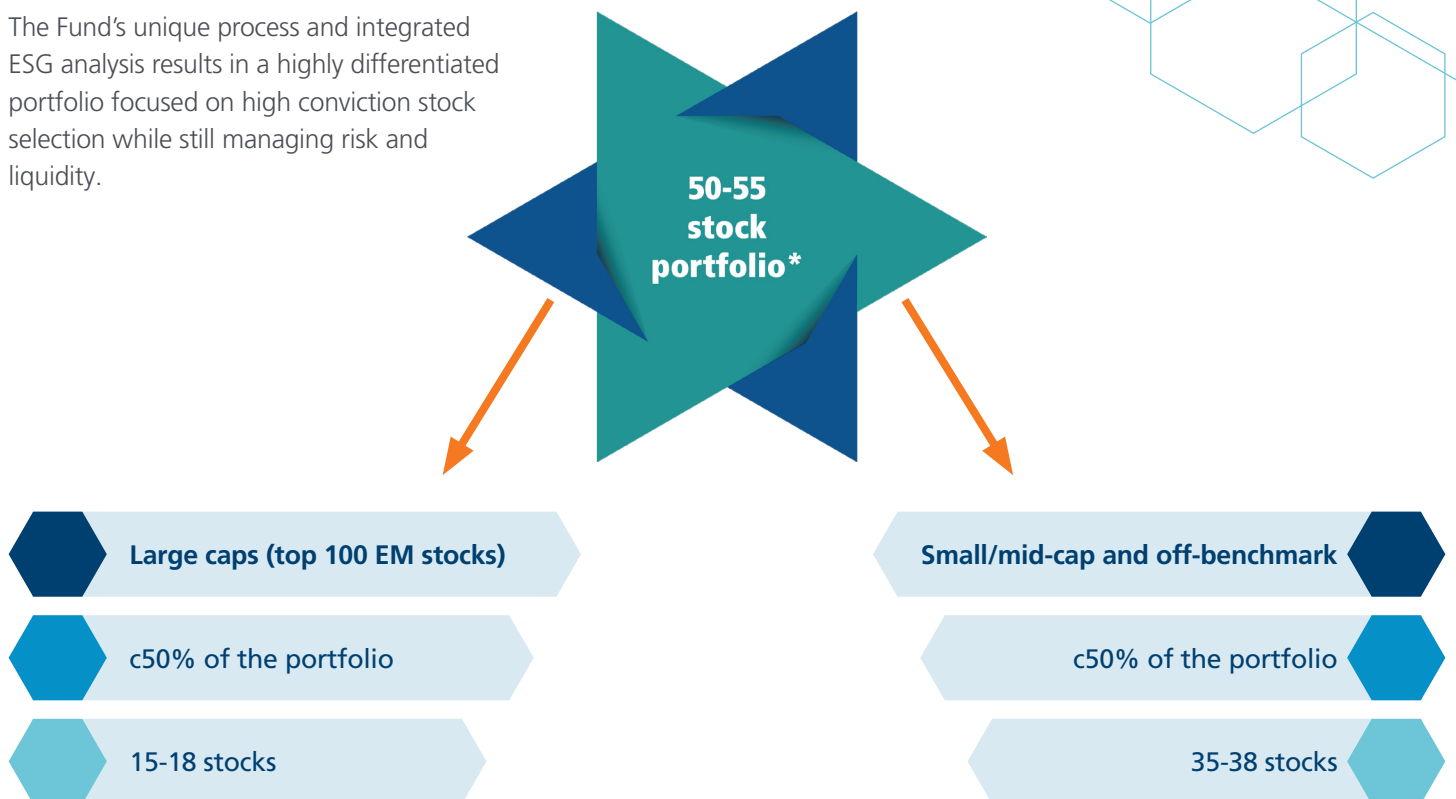 The Fund’s unique process and integrated
ESG analysis results in a highly differentiated
portfolio focused on high conviction stock
selection while still managing risk and
liquidity.
50-55
stock
portfolio*
Large caps (top 100 EM stocks)
c50% of the portfolio
15-18 stocks
Small/mid-cap and off-benchmark
c50% of the portfolio
35-38 stocks